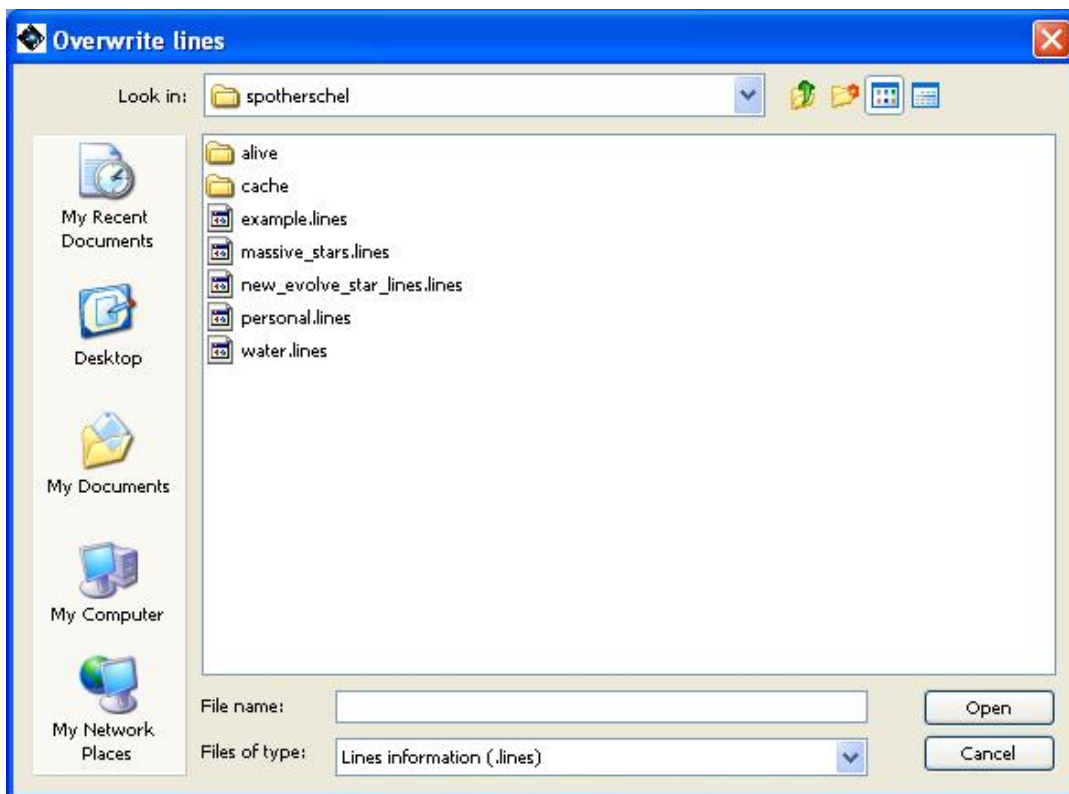 Overwrite lines
Look in:
spotherschel
My Recent
Documents
Desktop
My Documents
My Computer
My Network
Places
alive
cache
example.lines
massive_stars.lines
new_evolve_star_lines.lines
personal.lines
water.lines
File name:
Open
Files of type:
Lines information (.lines)
Cancel